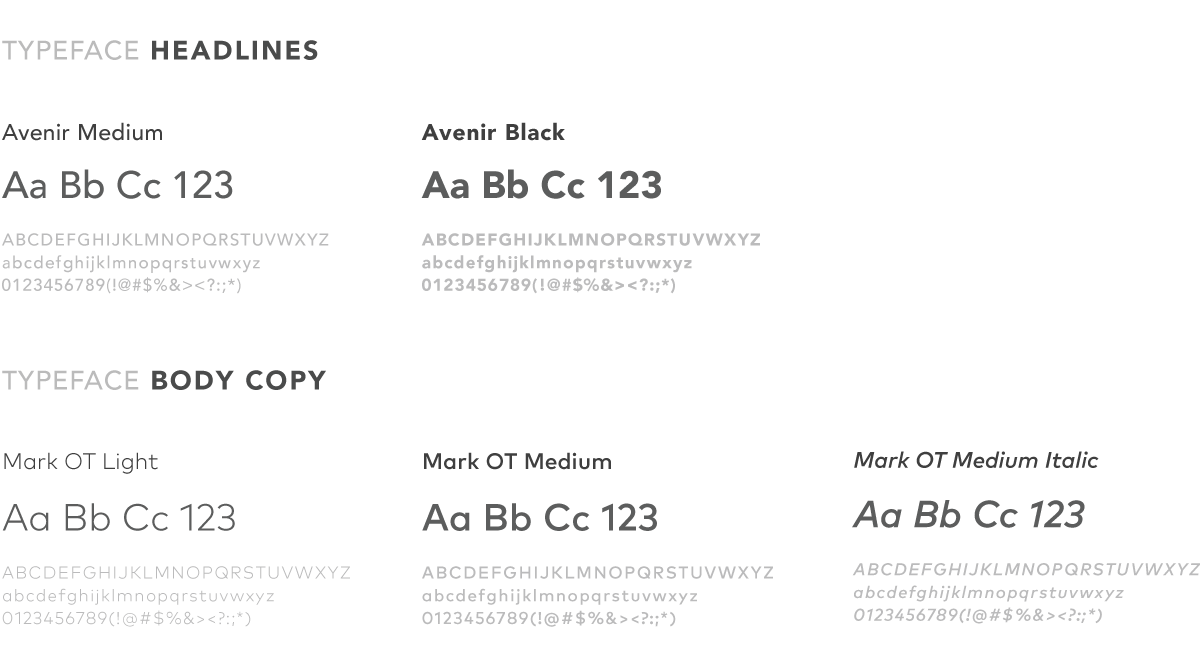 TYPEFACE HEADLINES
Avenir Medium
Aa Bb Cc 123
ABCDEFGHIJKLMNOPQRSTUVWXYZ
abcdefghijklmnopqrstuvwxyz
0123456789(!@#$%&><?:;*)
Avenir Black
Aa Bb Cc 123
ABCDEFGHIJKLMNOPQRSTUVWXYZ
abcdefghijklmnopqrstuvwxyz
0123456789(!@#$%&><?:;*)
TYPEFACE BODY COPY
Mark OT Light
Aa Bb Cc 123
ABCDEFGHIJKLMNOPQRSTUVWXYZ
abcdefghijklmnopqrstuvwxyz
0123456789(!@#$%&><?:;*)
Mark OT Medium
Aa Bb Cc 123
ABCDEFGHIJKLMNOPQRSTUVWXYZ
abcdefghijklmnopqrstuvwxyz
0123456789(!@#$%&><?:;*)
Mark OT Medium Italic
Aa Bb Cc 123
ABCDEFGHIJKLMNOPQRSTUVWXYZ
abcdefghijklmnopqrstuvwxyz
0123456789(!@#$%&><?:;*)